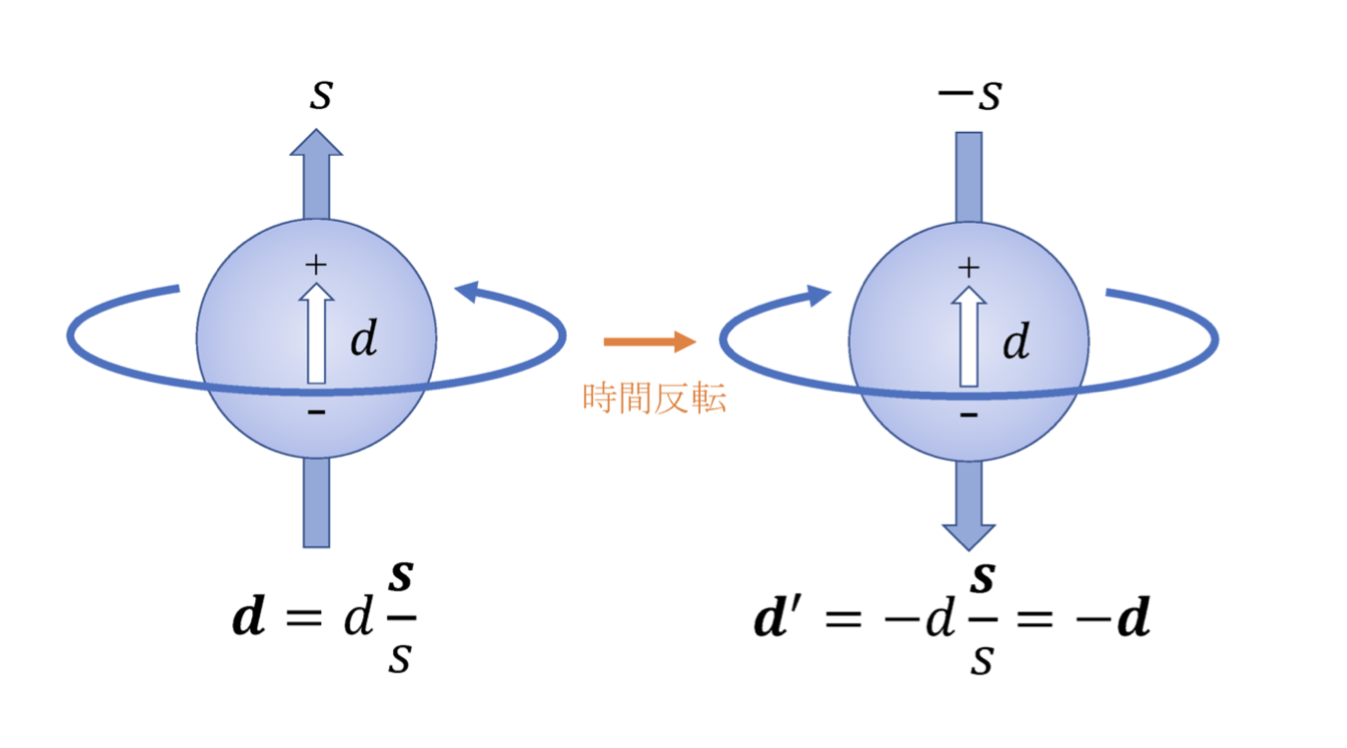 s
−s
+
+
d
d
時間反転
-
-
d = d s/s
d′ = −d s/s = −d